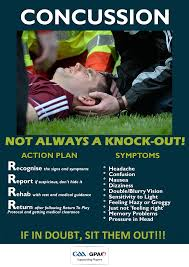 CONCUSSION
NOT ALWAYS A KNOCK-OUT!
ACTION PLAN
Recognise the signs and symptoms
Report if suspicious, don't hide it
Rehab with rest and medical guidance
Return after following Return To Play
Protocol and getting medical clearance
SYMPTOMS
Headache
Confusion
Nausea
Dizziness
Double/Blurry Vision
Sensitivity to Light
Feeling Hazy or Groggy
Just not "Feeling right"
Memory Problems
Pressure in Head
IF IN DOUBT, SIT THEM OUT!!!
GAA GPA